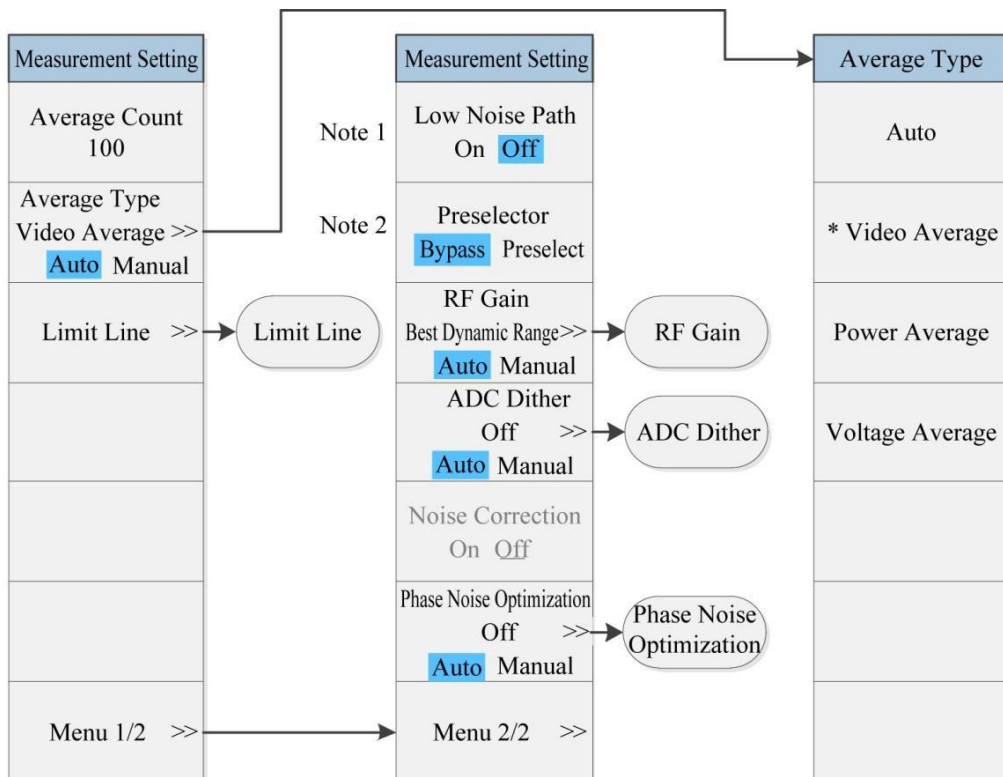 Measurement Setting
Average Count
100
Average Type
Video Average >>
Auto Manual
Limit Line >>
Limit Line
Menu 1/2 >>
Measurement Setting
Note 1
Low Noise Path
On Off
Note 2
Preselector
Bypass Preselect
RF Gain
Best Dynamic Range>>
Auto Manual
RF Gain
ADC Dither
Off >>
Auto Manual
ADC Dither
Noise Correction
On Off
Phase Noise Optimization
Off >>
Auto Manual
Phase Noise
Optimization
Menu 2/2 >>
Average Type
Auto
* Video Average
Power Average
Voltage Average